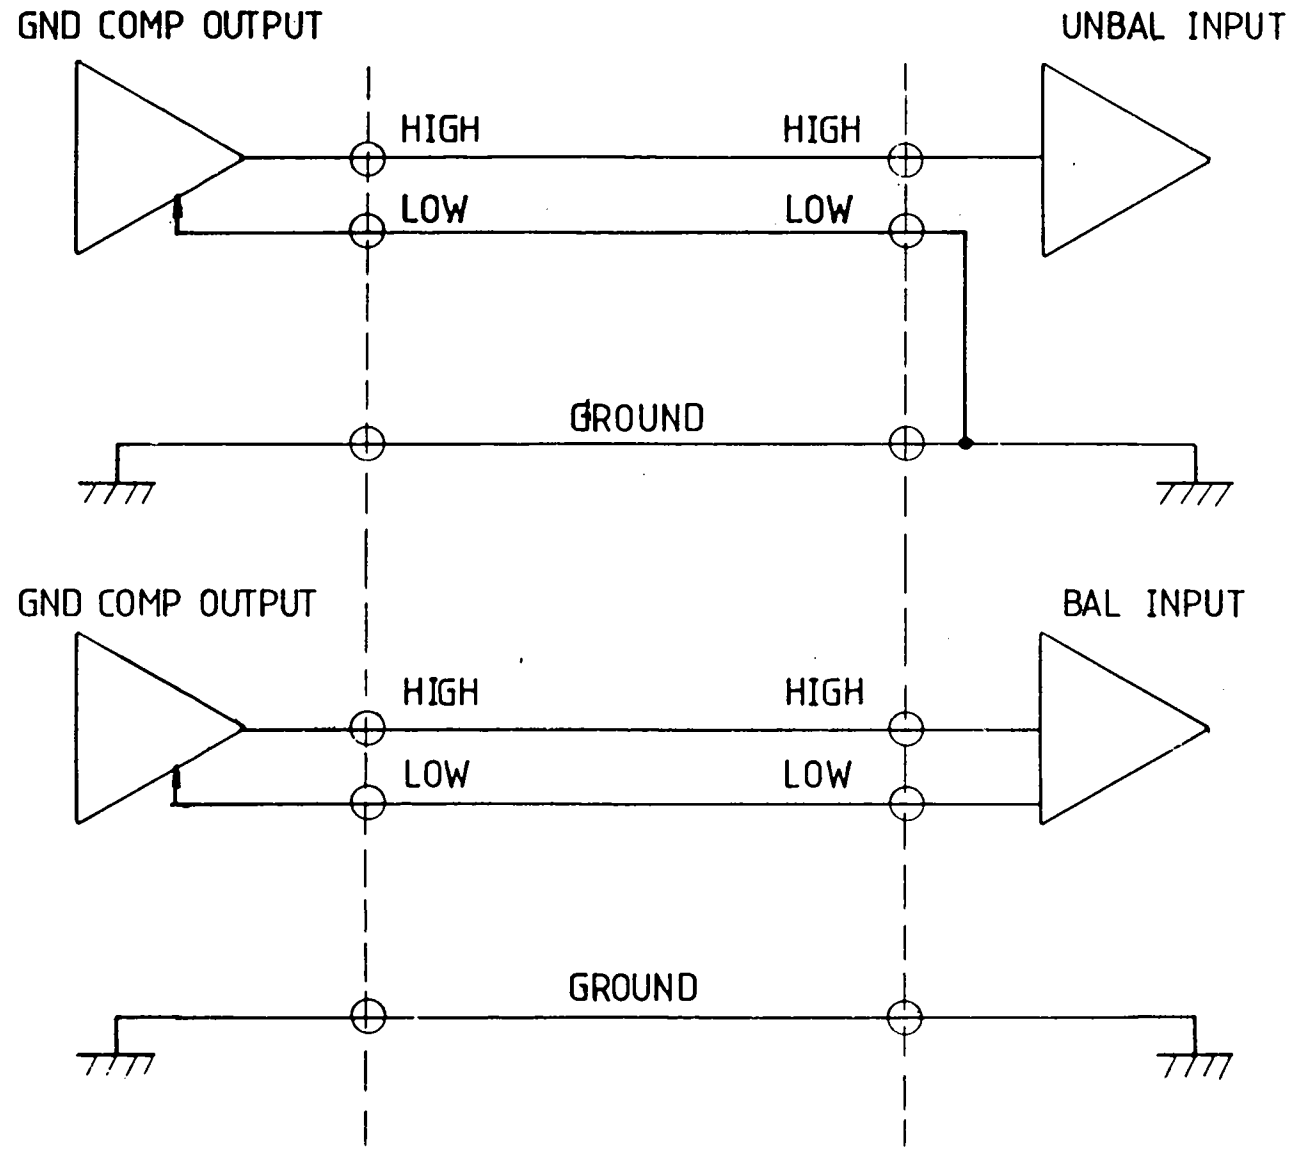 GND COMP OUTPUT
UNBAL INPUT
HIGH
HIGH
LOW
LOW
GROUND
GND COMP OUTPUT
BAL INPUT
HIGH
HIGH
LOW
LOW
GROUND